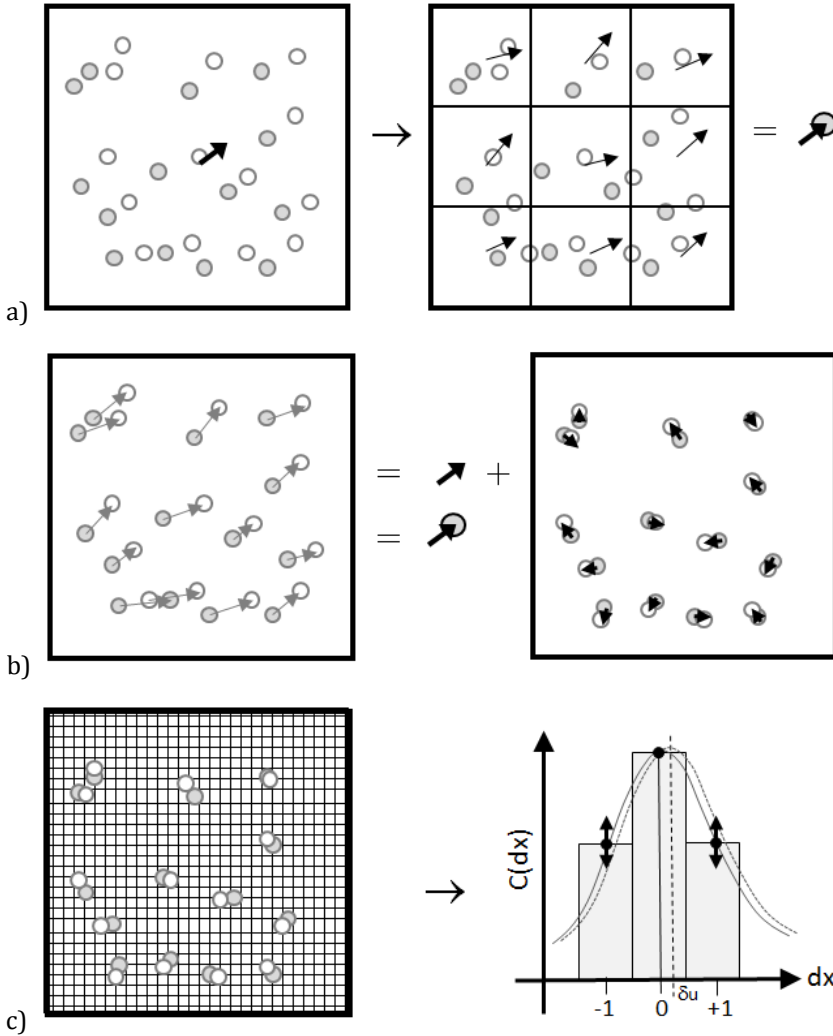 → =
a)
= +
=
b)
→
C(dx)
dx
-1 0 δu +1
c)